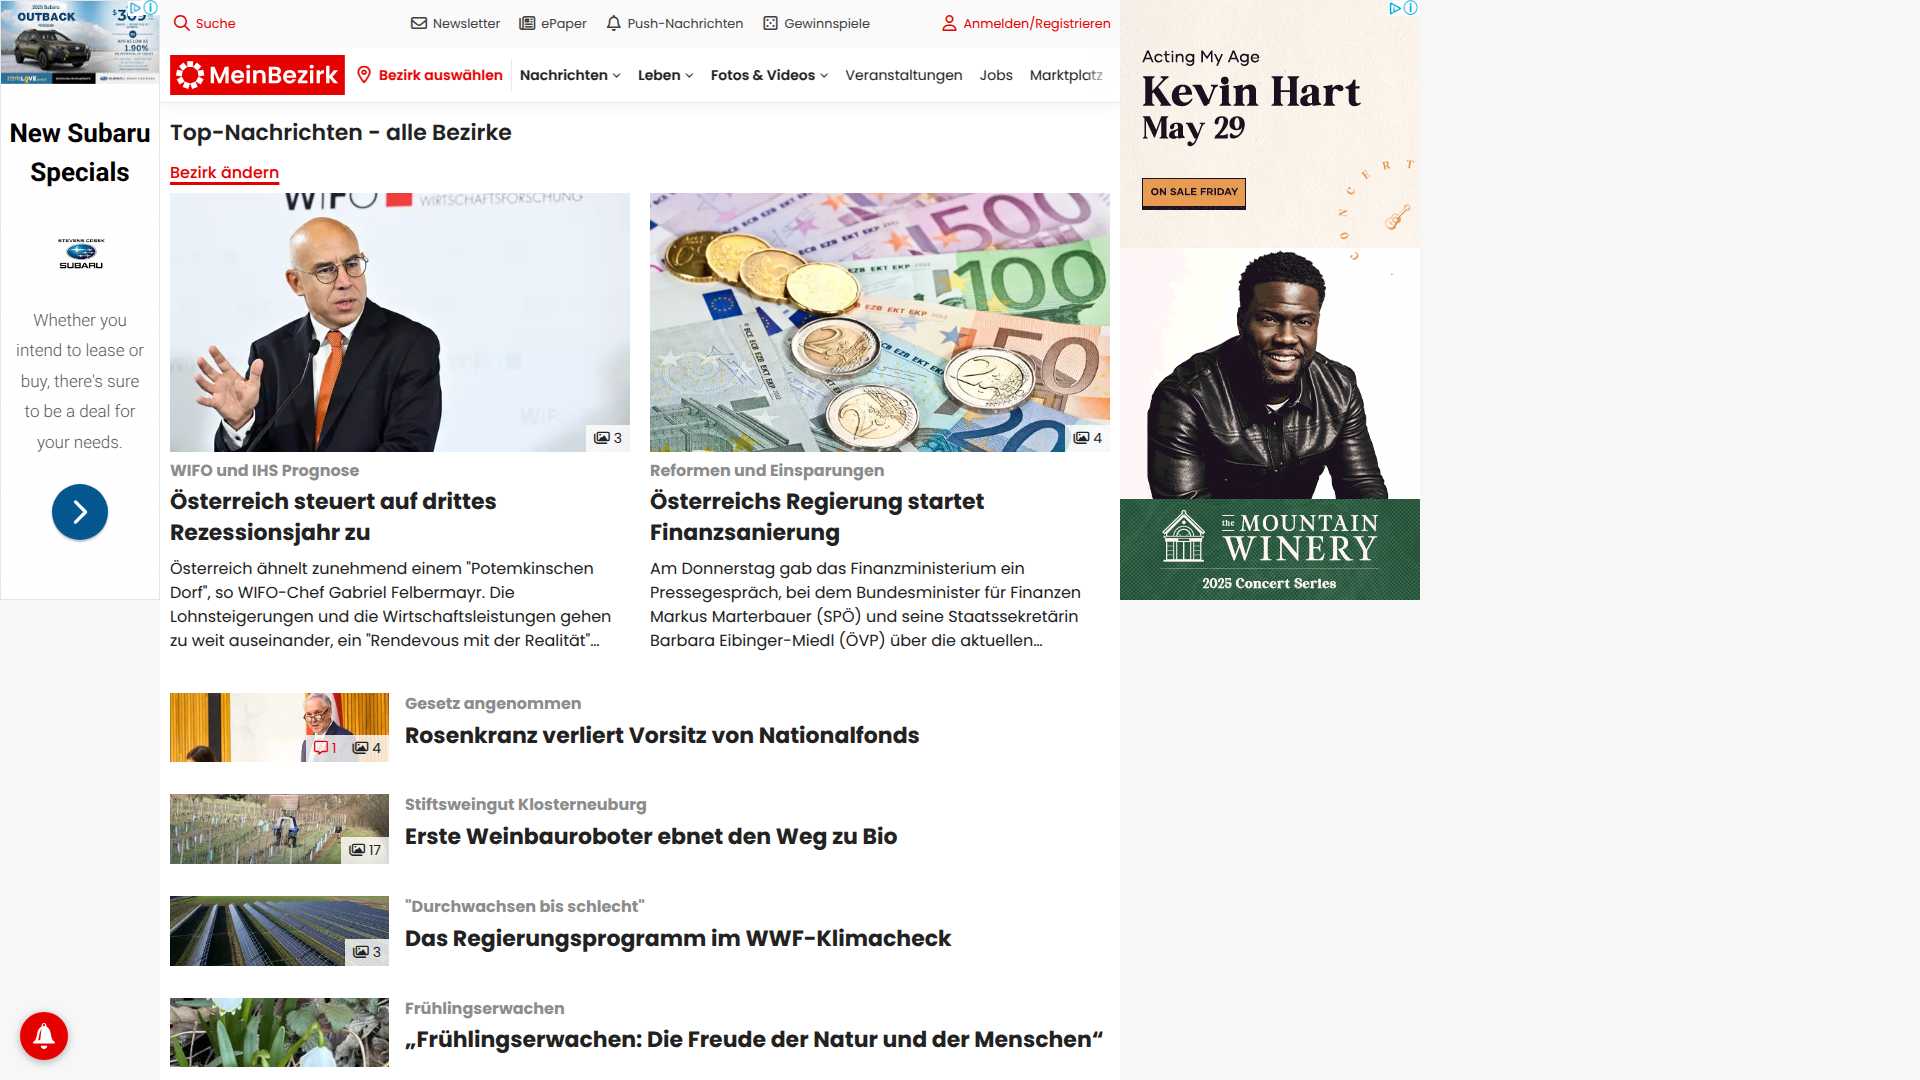 Suche
Newsletter
ePaper
Push-Nachrichten
Gewinnspiele
Anmelden/Registrieren
MeinBezirk
Bezirk auswählen
Nachrichten
Leben
Fotos & Videos
Veranstaltungen
Jobs
Marktplatz
Top-Nachrichten - alle Bezirke
Bezirk ändern
WIFO
WIRTSCHAFTSFORSCHUNG
3
WIFO und IHS Prognose
Österreich steuert auf drittes
Rezessionsjahr zu
Österreich ähnelt zunehmend einem "Potemkinschen
Dorf", so WIFO-Chef Gabriel Felbermayr. Die
Lohnsteigerungen und die Wirtschaftsleistungen gehen
zu weit auseinander, ein "Rendevous mit der Realität"...
500
100
50
20
4
Reformen und Einsparungen
Österreichs Regierung startet
Finanzsanierung
Am Donnerstag gab das Finanzministerium ein
Pressegespräch, bei dem Bundesminister für Finanzen
Markus Marterbauer (SPÖ) und seine Staatssekretärin
Barbara Eibinger-Miedl (ÖVP) über die aktuellen...
1
4
Gesetz angenommen
Rosenkranz verliert Vorsitz von Nationalfonds
17
Stiftsweingut Klosterneuburg
Erste Weinbauroboter ebnet den Weg zu Bio
3
"Durchwachsen bis schlecht"
Das Regierungsprogramm im WWF-Klimacheck
Frühlingserwachen
„Frühlingserwachen: Die Freude der Natur und der Menschen“
OUTBACK
1.90%
New Subaru
Specials
STEVENS CREEK
SUBARU
Whether you
intend to lease or
buy, there's sure
to be a deal for
your needs.
Acting My Age
Kevin Hart
May 29
ON SALE FRIDAY
CONCERT
the MOUNTAIN
WINERY
2025 Concert Series